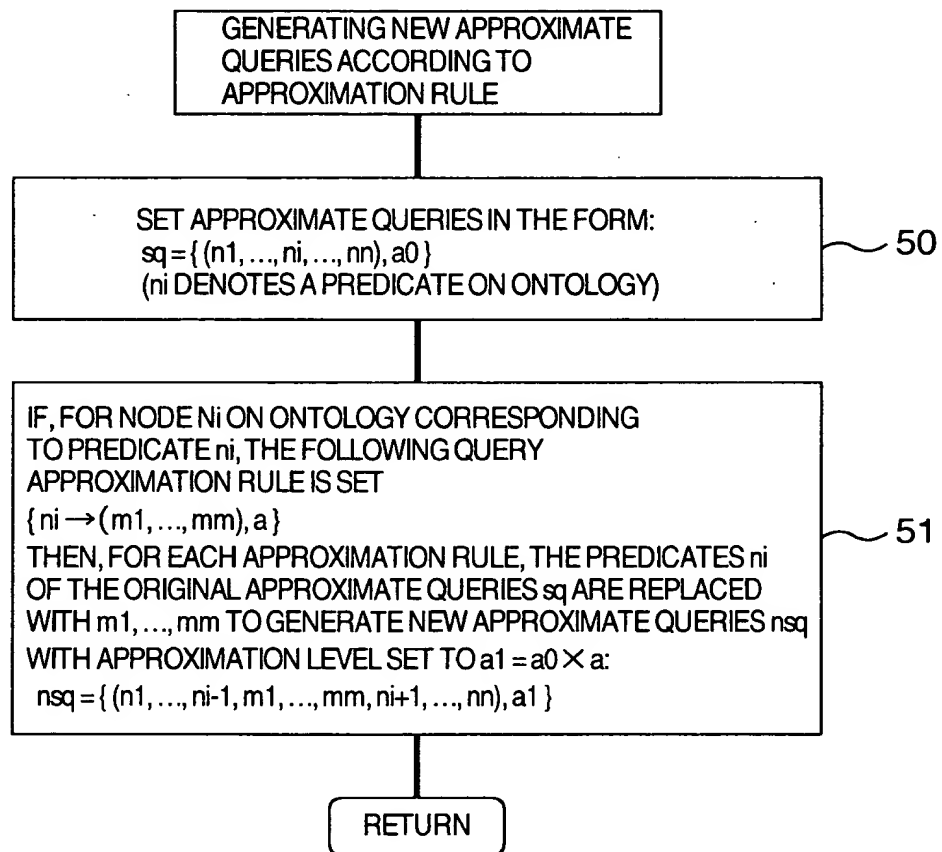 GENERATING NEW APPROXIMATE
QUERIES ACCORDING TO
APPROXIMATION RULE
SET APPROXIMATE QUERIES IN THE FORM:
sq={(n1,...,ni,...,nn),a0}
(ni DENOTES A PREDICATE ON ONTOLOGY)
50
IF, FOR NODE Ni ON ONTOLOGY CORRESPONDING
TO PREDICATE ni, THE FOLLOWING QUERY
APPROXIMATION RULE IS SET
{ni→(m1,...,mm),a}
THEN, FOR EACH APPROXIMATION RULE, THE PREDICATES ni
OF THE ORIGINAL APPROXIMATE QUERIES sq ARE REPLACED
WITH m1,...,mm TO GENERATE NEW APPROXIMATE QUERIES nsq
WITH APPROXIMATION LEVEL SET TO a1=a0×a:
nsq={(n1,...,ni-1,m1,...,mm,ni+1,...,nn),a1}
51
RETURN